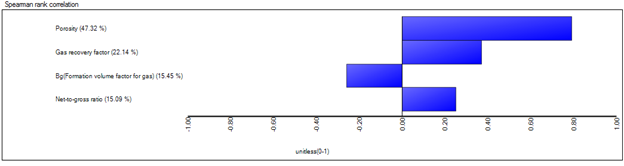 Spearman rank correlation
Porosity (47.32 %)
Gas recovery factor (22.14 %)
Bg(Formation volume factor for gas) (15.45 %)
Net-to-gross ratio (15.09 %)
-1.00 -0.80 -0.60 -0.40 -0.20 0.00 0.20 0.40 0.60 0.80 1.00
unitless(0-1)